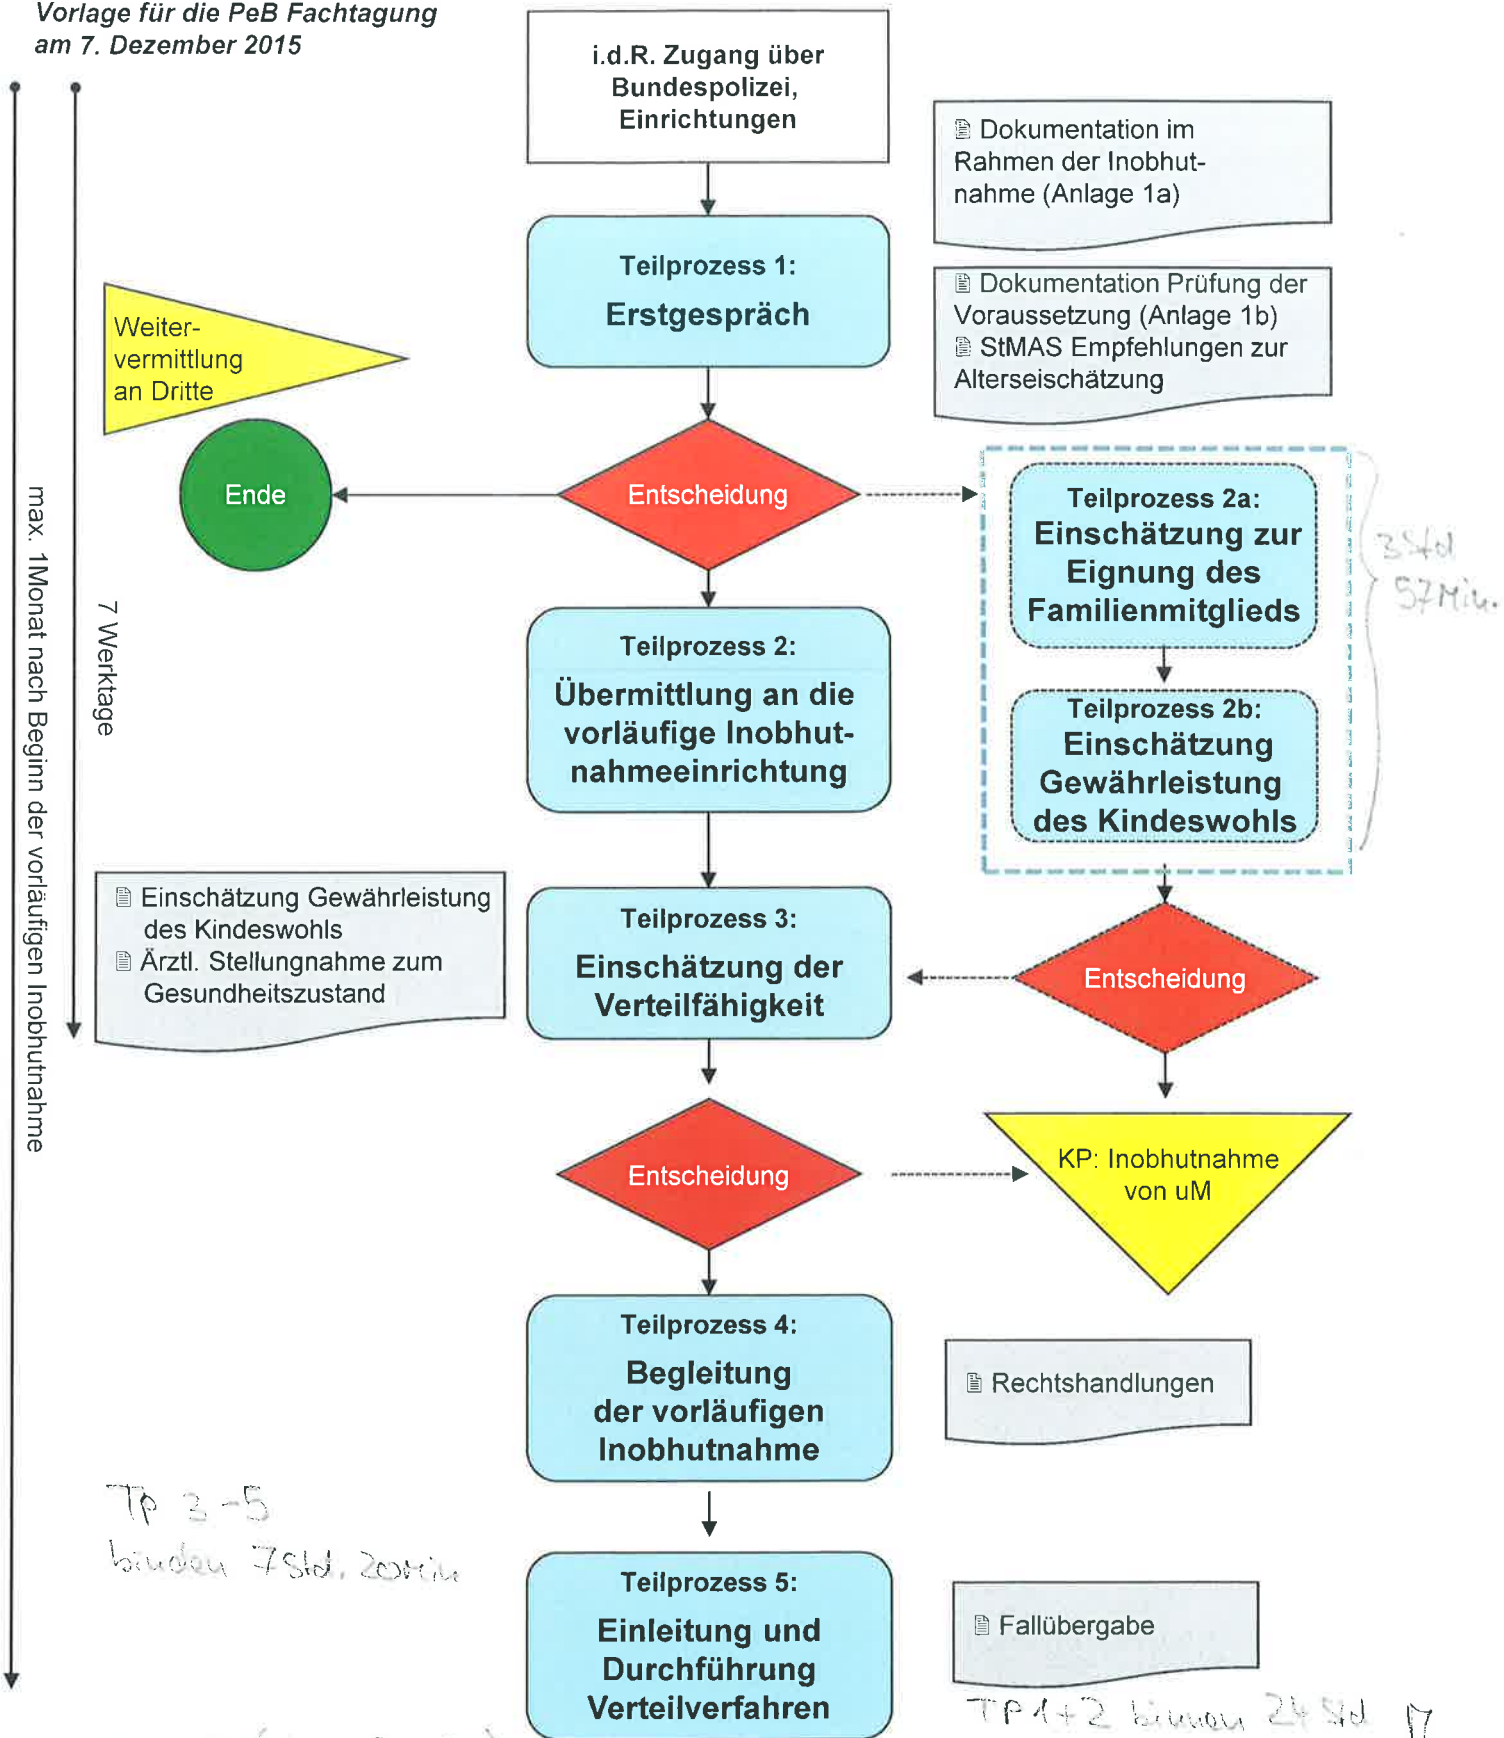 Vorlage für die PeB Fachtagung
am 7. Dezember 2015
i.d.R. Zugang über
Bundespolizei,
Einrichtungen
Dokumentation im
Rahmen der Inobhut-
nahme (Anlage 1a)
Teilprozess 1:
Erstgespräch
Dokumentation Prüfung der
Voraussetzung (Anlage 1b)
StMAS Empfehlungen zur
Alterseischätzung
Weiter-
vermittlung
an Dritte
Ende
Entscheidung
Teilprozess 2a:
Einschätzung zur
Eignung des
Familienmitglieds
3 Std
57 Min.
Teilprozess 2:
Übermittlung an die
vorläufige Inobhut-
nahmeeinrichtung
Teilprozess 2b:
Einschätzung
Gewährleistung
des Kindeswohls
7 Werktage
max. 1Monat nach Beginn der vorläufigen Inobhutnahme
Einschätzung Gewährleistung
des Kindeswohls
Ärztl. Stellungnahme zum
Gesundheitszustand
Teilprozess 3:
Einschätzung der
Verteilfähigkeit
Entscheidung
Entscheidung
KP: Inobhutnahme
von uM
Teilprozess 4:
Begleitung
der vorläufigen
Inobhutnahme
Rechtshandlungen
Tp 3-5
binden 7 Std. 20 Min
Teilprozess 5:
Einleitung und
Durchführung
Verteilverfahren
Fallübergabe
TP 1+2 binnen 24 Std